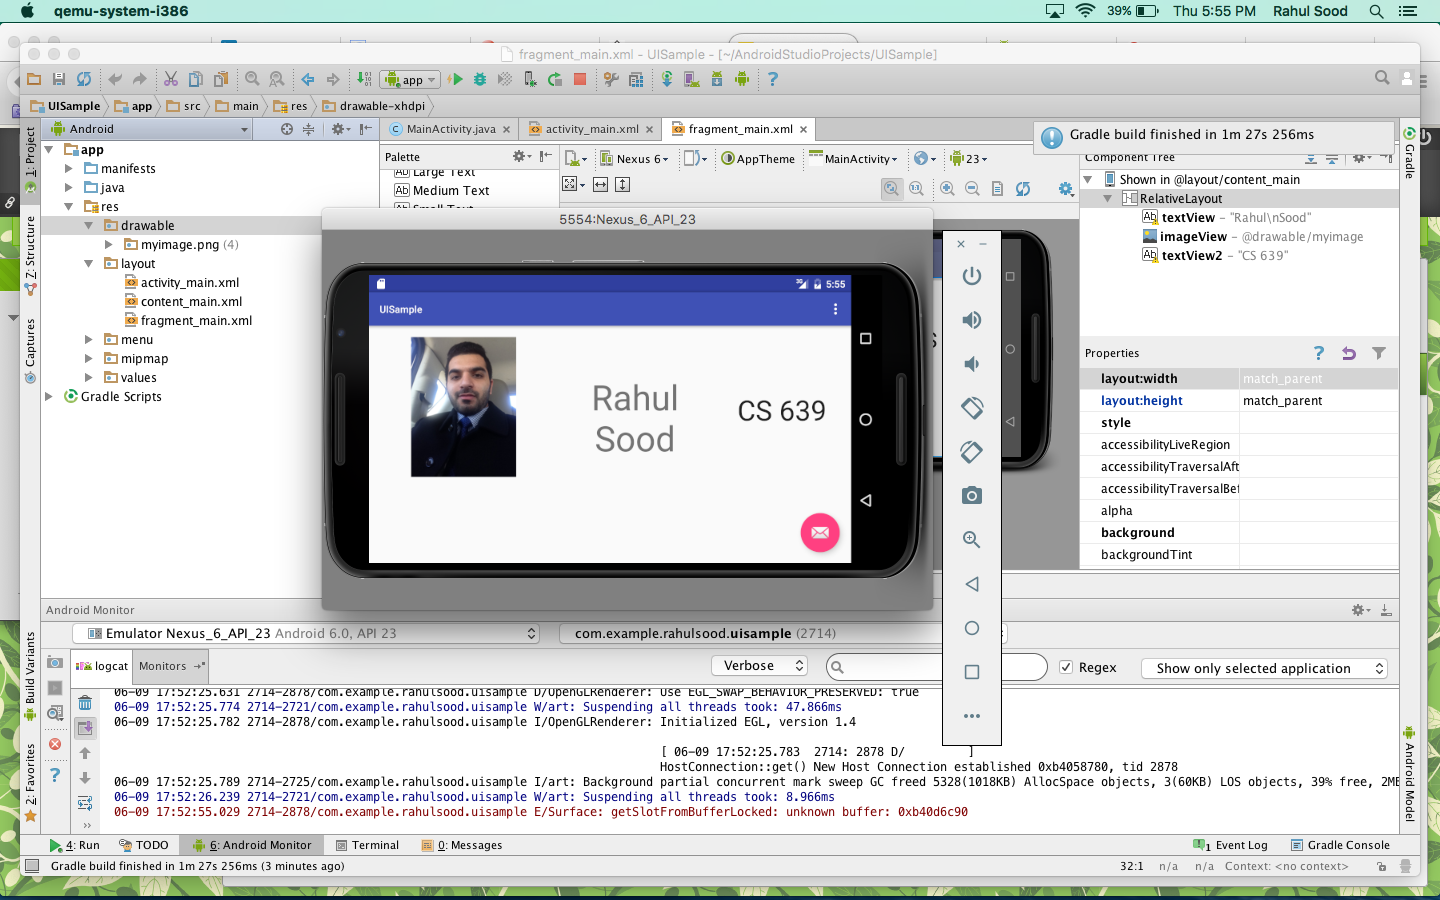 qemu-system-i386
39%
Thu 5:55 PM
Rahul Sood
fragment_main.xml - UISample - [~/AndroidStudioProjects/UISample]
app
UISample
app
src
main
res
drawable-xhdpi
Android
MainActivity.java
activity_main.xml
fragment_main.xml
Gradle build finished in 1m 27s 256ms
1: Project
7: Structure
Captures
Build Variants
2: Favorites
app
manifests
java
res
drawable
myimage.png (4)
layout
activity_main.xml
content_main.xml
fragment_main.xml
menu
mipmap
values
Gradle Scripts
Palette
Large Text
Medium Text
Small Text
Nexus 6
AppTheme
MainActivity
23
5554:Nexus_6_API_23
5:55
UISample
Rahul
Sood
CS 639
Component Tree
Shown in @layout/content_main
RelativeLayout
textView - "Rahul\nSood"
imageView - @drawable/myimage
textView2 - "CS 639"
Properties
layout:width match_parent
layout:height match_parent
style
accessibilityLiveRegion
accessibilityTraversalAft
accessibilityTraversalBef
alpha
background
backgroundTint
Gradle
Android Model
Android Monitor
Emulator Nexus_6_API_23 Android 6.0, API 23
com.example.rahulsood.uisample (2714)
logcat
Monitors
Verbose
Regex
Show only selected application
06-09 17:52:25.631 2714-2878/com.example.rahulsood.uisample D/OpenGLRenderer: Use EGL_SWAP_BEHAVIOR_PRESERVED: true
06-09 17:52:25.774 2714-2721/com.example.rahulsood.uisample W/art: Suspending all threads took: 47.866ms
06-09 17:52:25.782 2714-2878/com.example.rahulsood.uisample I/OpenGLRenderer: Initialized EGL, version 1.4
[ 06-09 17:52:25.783  2714: 2878 D/         ]
HostConnection::get() New Host Connection established 0xb4058780, tid 2878
06-09 17:52:25.789 2714-2725/com.example.rahulsood.uisample I/art: Background partial concurrent mark sweep GC freed 5328(1018KB) AllocSpace objects, 3(60KB) LOS objects, 39% free, 2MB
06-09 17:52:26.239 2714-2721/com.example.rahulsood.uisample W/art: Suspending all threads took: 8.966ms
06-09 17:52:55.029 2714-2878/com.example.rahulsood.uisample E/Surface: getSlotFromBufferLocked: unknown buffer: 0xb40d6c90
4: Run
TODO
6: Android Monitor
Terminal
0: Messages
1 Event Log
Gradle Console
Gradle build finished in 1m 27s 256ms (3 minutes ago)
32:1
n/a
n/a
Context: <no context>